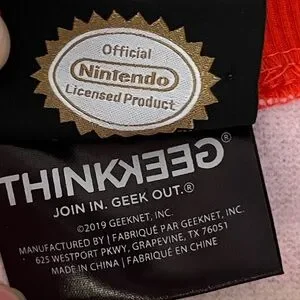 Official
Nintendo®
Licensed Product
THINKGEEK®
JOIN IN. GEEK OUT.®
©2019 GEEKNET, INC.
MANUFACTURED BY | FABRIQUÉ PAR GEEKNET, INC.
625 WESTPORT PKWY, GRAPEVINE, TX 76051
MADE IN CHINA | FABRIQUÉ EN CHINE